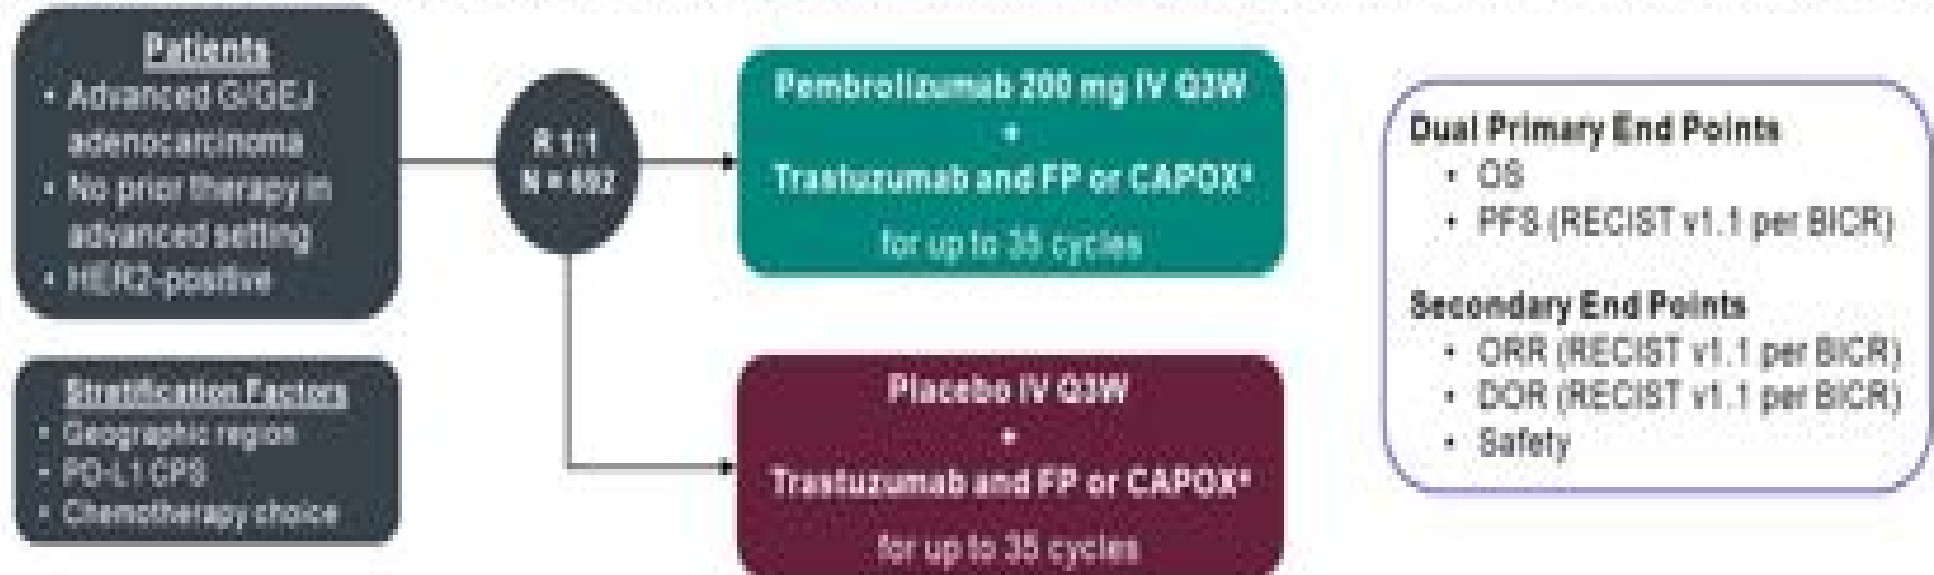 Patients
• Advanced G/GEJ
adenocarcinoma
• No prior therapy in
advanced setting
• HER2-positive
Stratification Factors
• Geographic region
• PD-L1 CPS
• Chemotherapy choice
R 1:1
N = 692
Pembrolizumab 200 mg IV Q3W
+
Trastuzumab and FP or CAPOX
for up to 35 cycles
Placebo IV Q3W
+
Trastuzumab and FP or CAPOX
for up to 35 cycles
Dual Primary End Points
• OS
• PFS (RECIST v1.1 per BICR)
Secondary End Points
• ORR (RECIST v1.1 per BICR)
• DOR (RECIST v1.1 per BICR)
• Safety